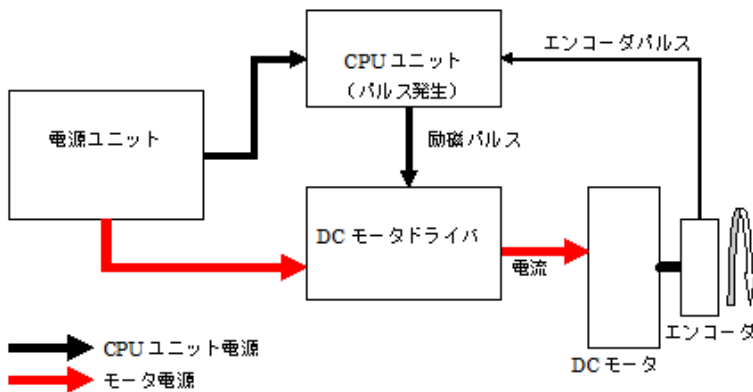 CPUユニット
（パルス発生）
エンコーダパルス
電源ユニット
励磁パルス
DCモータドライバ
電流
エンコーダ
DCモータ
CPUユニット電源
モータ電源